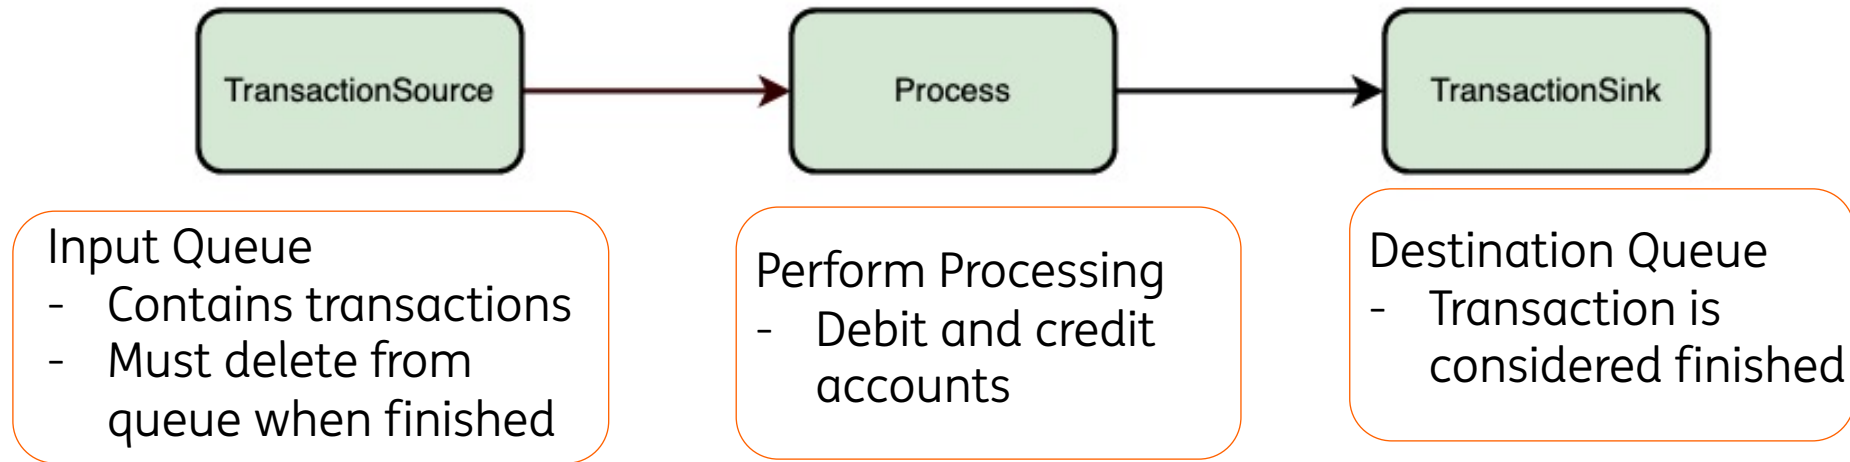 TransactionSource
Process
TransactionSink
Input Queue
- Contains transactions
- Must delete from
queue when finished
Perform Processing
- Debit and credit
accounts
Destination Queue
- Transaction is
considered finished